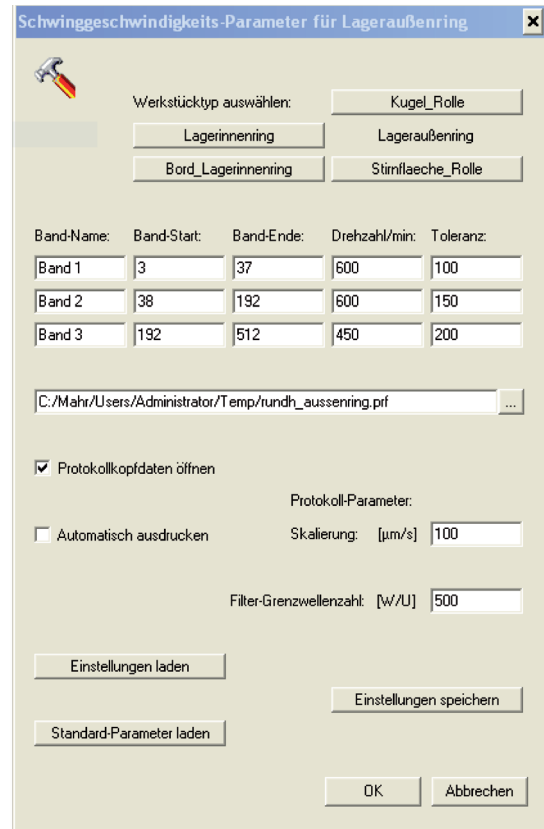 Schwinggeschwindigkeits-Parameter für Lageraußenring
Werkstücktyp auswählen: Kugel_Rolle
Lagerinnenring Lageraußenring
Bord_Lagerinnenring Stirnflaeche_Rolle
Band-Name: Band-Start: Band-Ende: Drehzahl/min: Toleranz:
Band 1 3 37 600 100
Band 2 38 192 600 150
Band 3 192 512 450 200
C:/Mahr/Users/Administrator/Temp/rundh_aussenring.prf ...
Protokollkopfdaten öffnen
Protokoll-Parameter:
Automatisch ausdrucken Skalierung: [µm/s] 100
Filter-Grenzwellenzahl: [W/U] 500
Einstellungen laden
Einstellungen speichern
Standard-Parameter laden
OK Abbrechen